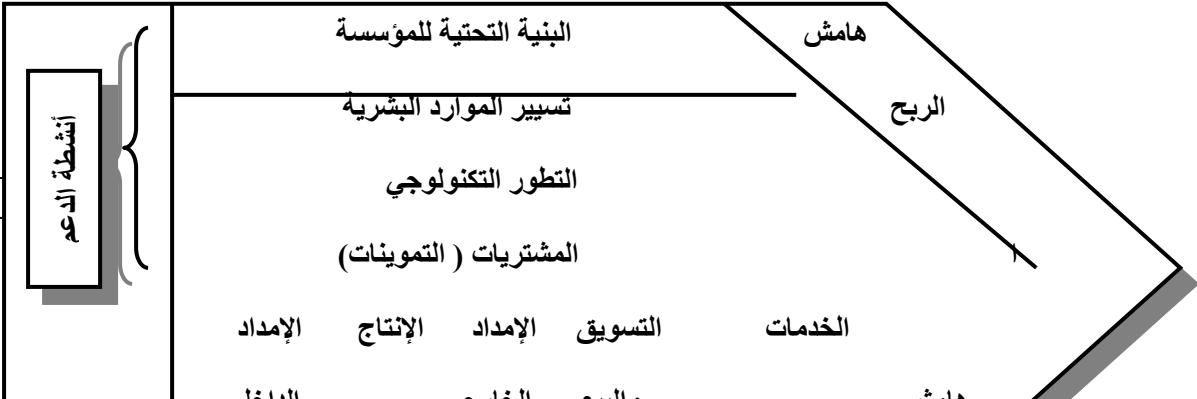 البنية التحتية للمؤسسة
هامش
تسيير الموارد البشرية
الربح
أنشطة الدعم
التطور التكنولوجي
المشتريات ( التموينات)
الخدمات التسويق الإمداد الإنتاج الإمداد